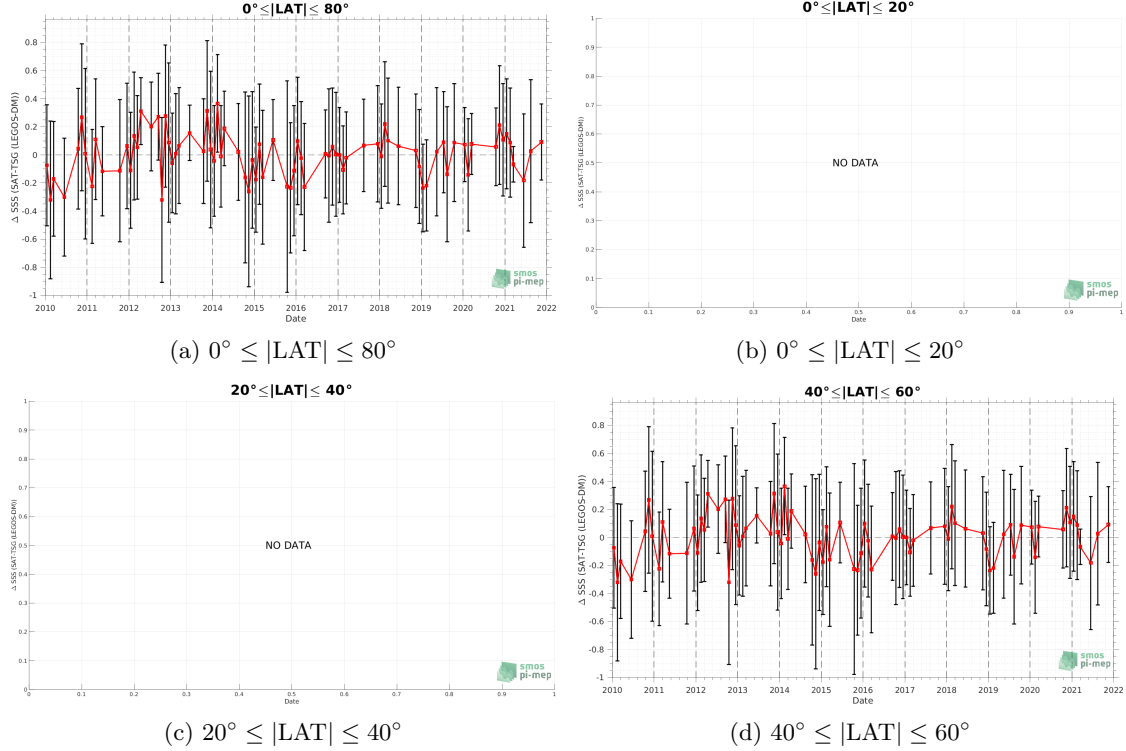 0°≤|LAT|≤ 80°
Δ SSS (SAT-TSG (LEGOS-DM))
0.8
0.6
0.4
0.2
0
-0.2
-0.4
-0.6
-0.8
-1
2010 2011 2012 2013 2014 2015 2016 2017 2018 2019 2020 2021 2022
Date
smos
pi-mep
(a) 0° ≤ |LAT| ≤ 80°
0°≤|LAT|≤ 20°
Δ SSS (SAT-TSG (LEGOS-DM))
1
0.9
0.8
0.7
0.6
0.5
0.4
0.3
0.2
0.1
0
NO DATA
0 0.1 0.2 0.3 0.4 0.5 0.6 0.7 0.8 0.9 1
Date
smos
pi-mep
(b) 0° ≤ |LAT| ≤ 20°
20°≤|LAT|≤ 40°
Δ SSS (SAT-TSG (LEGOS-DM))
1
0.9
0.8
0.7
0.6
0.5
0.4
0.3
0.2
0.1
0
NO DATA
0 0.1 0.2 0.3 0.4 0.5 0.6 0.7 0.8 0.9 1
Date
smos
pi-mep
(c) 20° ≤ |LAT| ≤ 40°
40°≤|LAT|≤ 60°
Δ SSS (SAT-TSG (LEGOS-DM))
0.8
0.6
0.4
0.2
0
-0.2
-0.4
-0.6
-0.8
-1
2010 2011 2012 2013 2014 2015 2016 2017 2018 2019 2020 2021 2022
Date
smos
pi-mep
(d) 40° ≤ |LAT| ≤ 60°